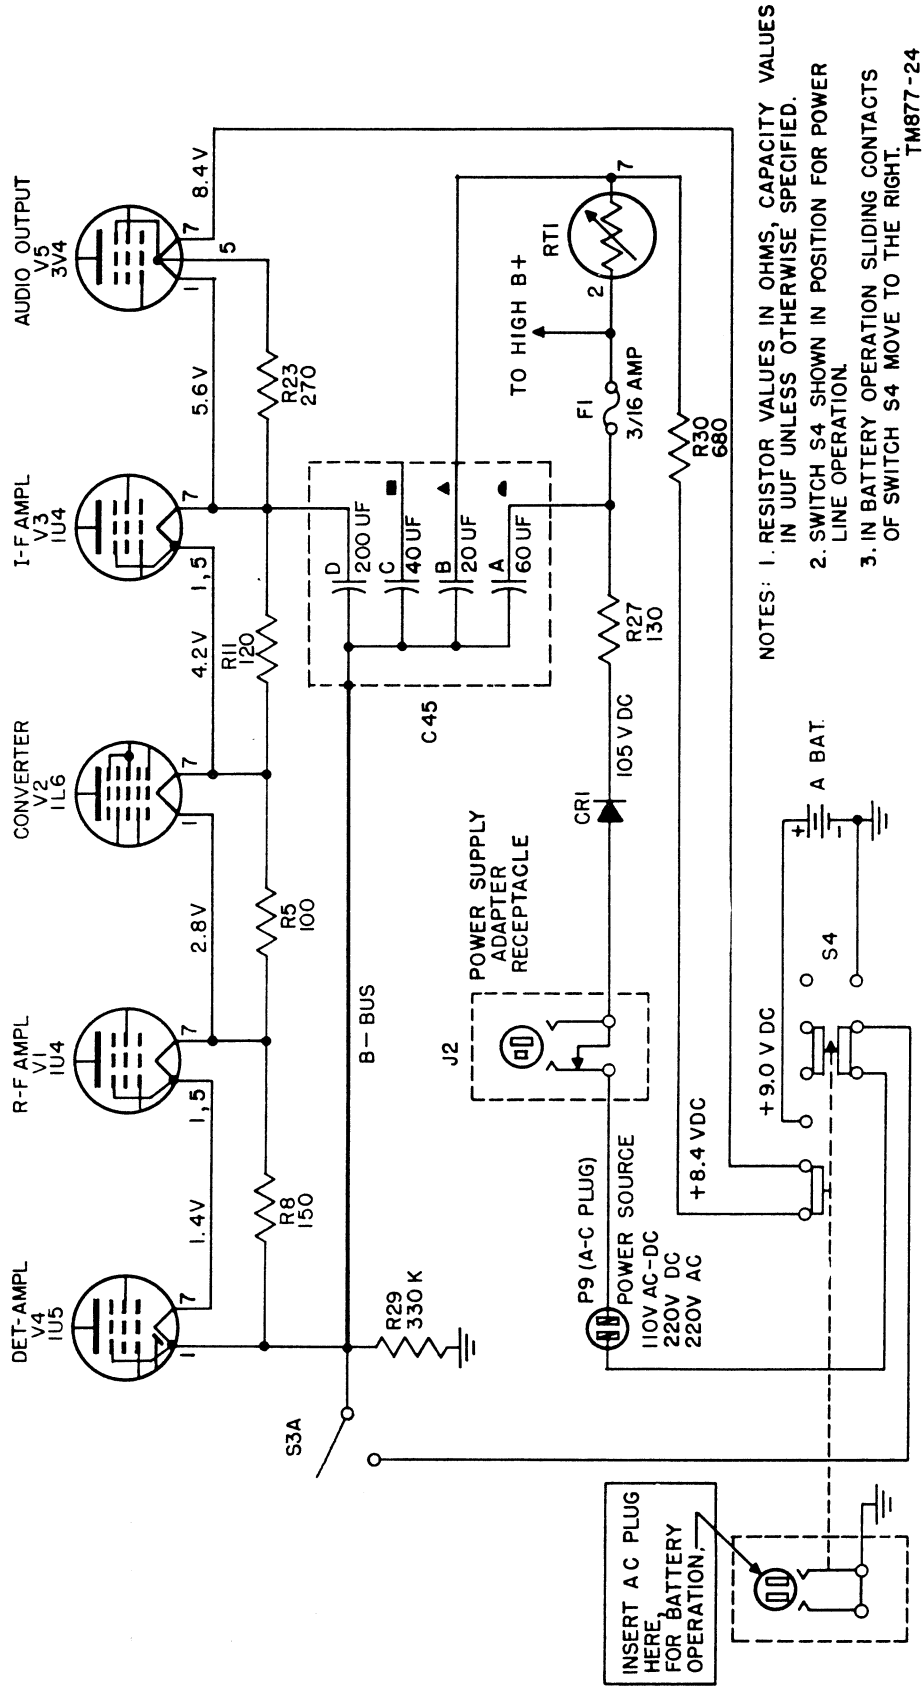 DET-AMPL
V4
1U5
R-F AMPL
V1
1U4
CONVERTER
V2
1L6
I-F AMPL
V3
1U4
AUDIO OUTPUT
V5
3V4
1
7
1.4V
1,5
7
2.8V
1
7
4.2V
1,5
7
5.6V
1
7
5
8.4V
R8
150
R5
100
R11
120
R23
270
S3A
R29
330 K
B- BUS
C45
D
200 UF
C
40 UF
B
20 UF
A
60 UF
J2
POWER SUPPLY
ADAPTER
RECEPTACLE
TO HIGH B+
RT1
2
7
P9 (A-C PLUG)
POWER SOURCE
110V AC-DC
220V DC
220V AC
CR1
105 V DC
R27
130
F1
3/16 AMP
R30
680
+8.4 VDC
+9.0 V DC
S4
A BAT.
+
-
INSERT AC PLUG
HERE,
FOR BATTERY
OPERATION,
NOTES: 1. RESISTOR VALUES IN OHMS, CAPACITY VALUES
IN UUF UNLESS OTHERWISE SPECIFIED.
2. SWITCH S4 SHOWN IN POSITION FOR POWER
LINE OPERATION.
3. IN BATTERY OPERATION SLIDING CONTACTS
OF SWITCH S4 MOVE TO THE RIGHT.
TM877-24